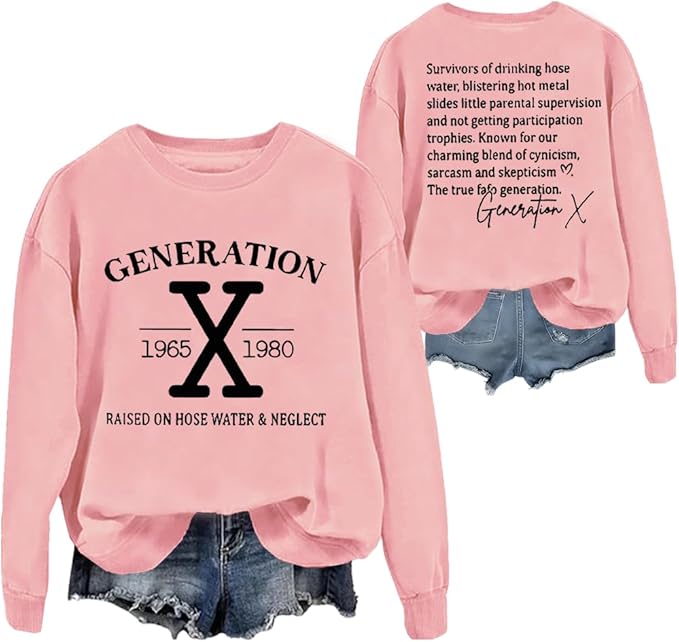 GENERATION
X
1965 1980
RAISED ON HOSE WATER & NEGLECT
Survivors of drinking hose
water, blistering hot metal
slides little parental supervision
and not getting participation
trophies. Known for our
charming blend of cynicism,
sarcasm and skepticism
The true fafo generation.
Generation X